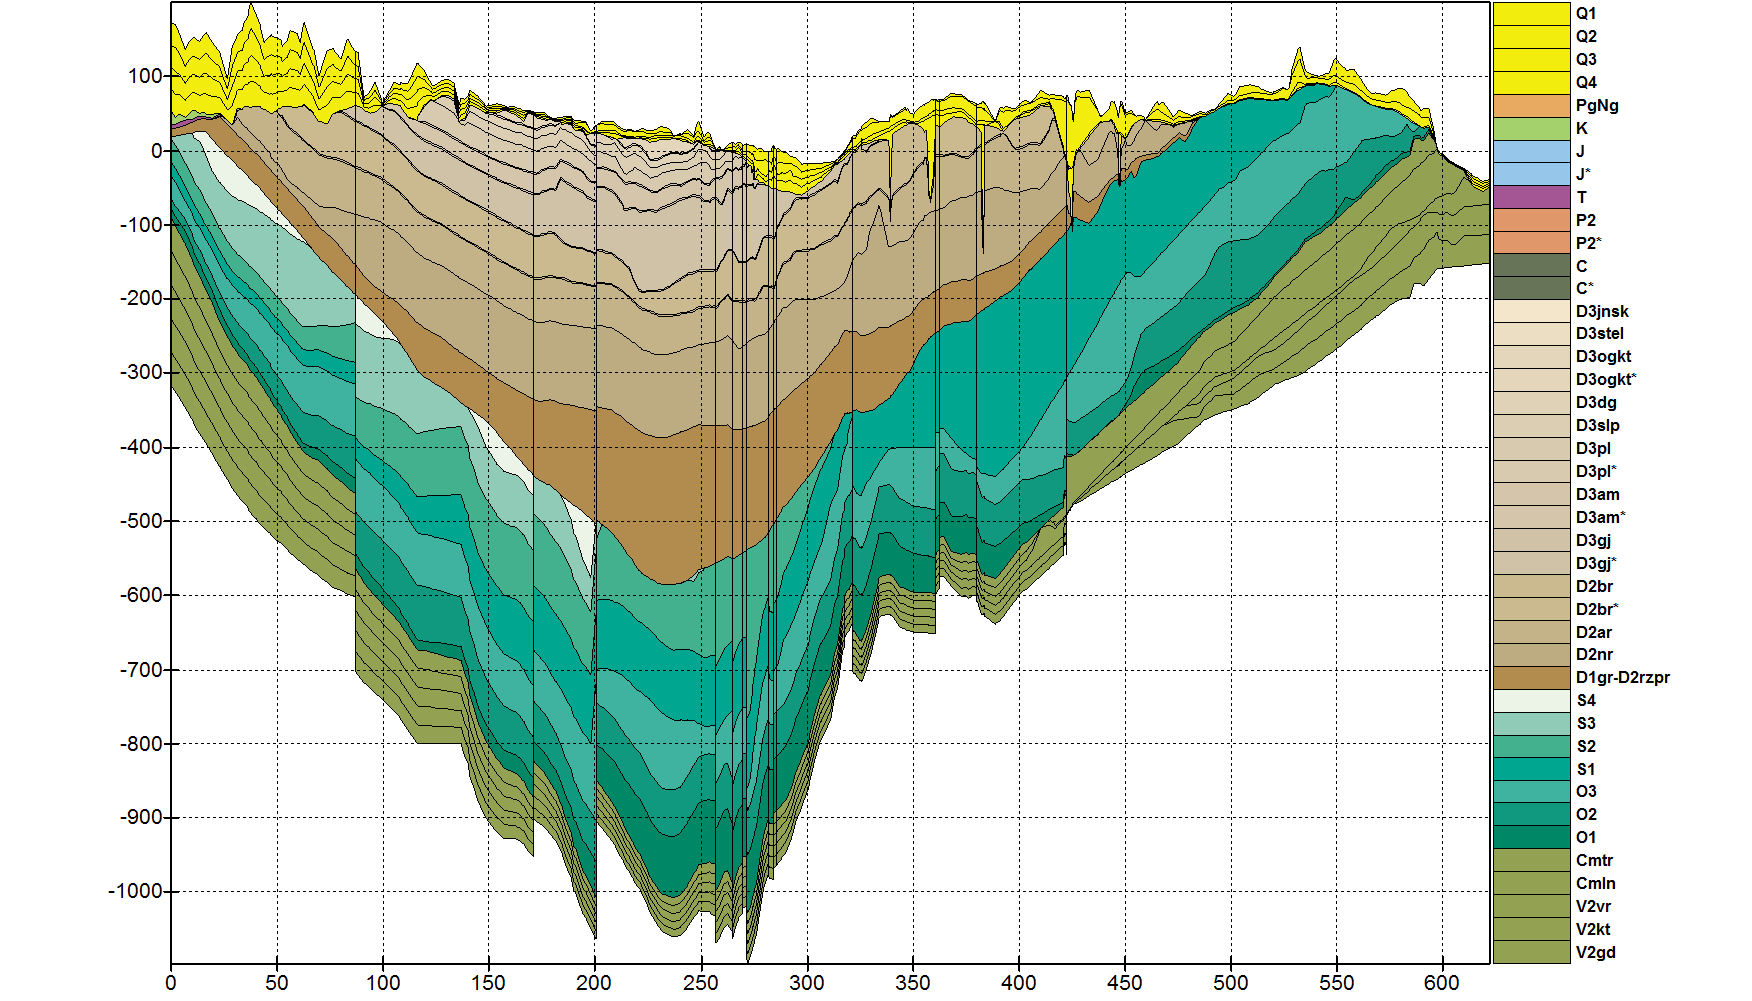 100
0
-100
-200
-300
-400
-500
-600
-700
-800
-900
-1000
0 50 100 150 200 250 300 350 400 450 500 550 600
Q1
Q2
Q3
Q4
PgNg
K
J
J*
T
P2
P2*
C
C*
D3jnsk
D3stel
D3ogkt
D3ogkt*
D3dg
D3slp
D3pl
D3pl*
D3am
D3am*
D3gj
D3gj*
D2br
D2br*
D2ar
D2nr
D1gr-D2rzpr
S4
S3
S2
S1
O3
O2
O1
Cmtr
Cmln
V2vr
V2kt
V2gd